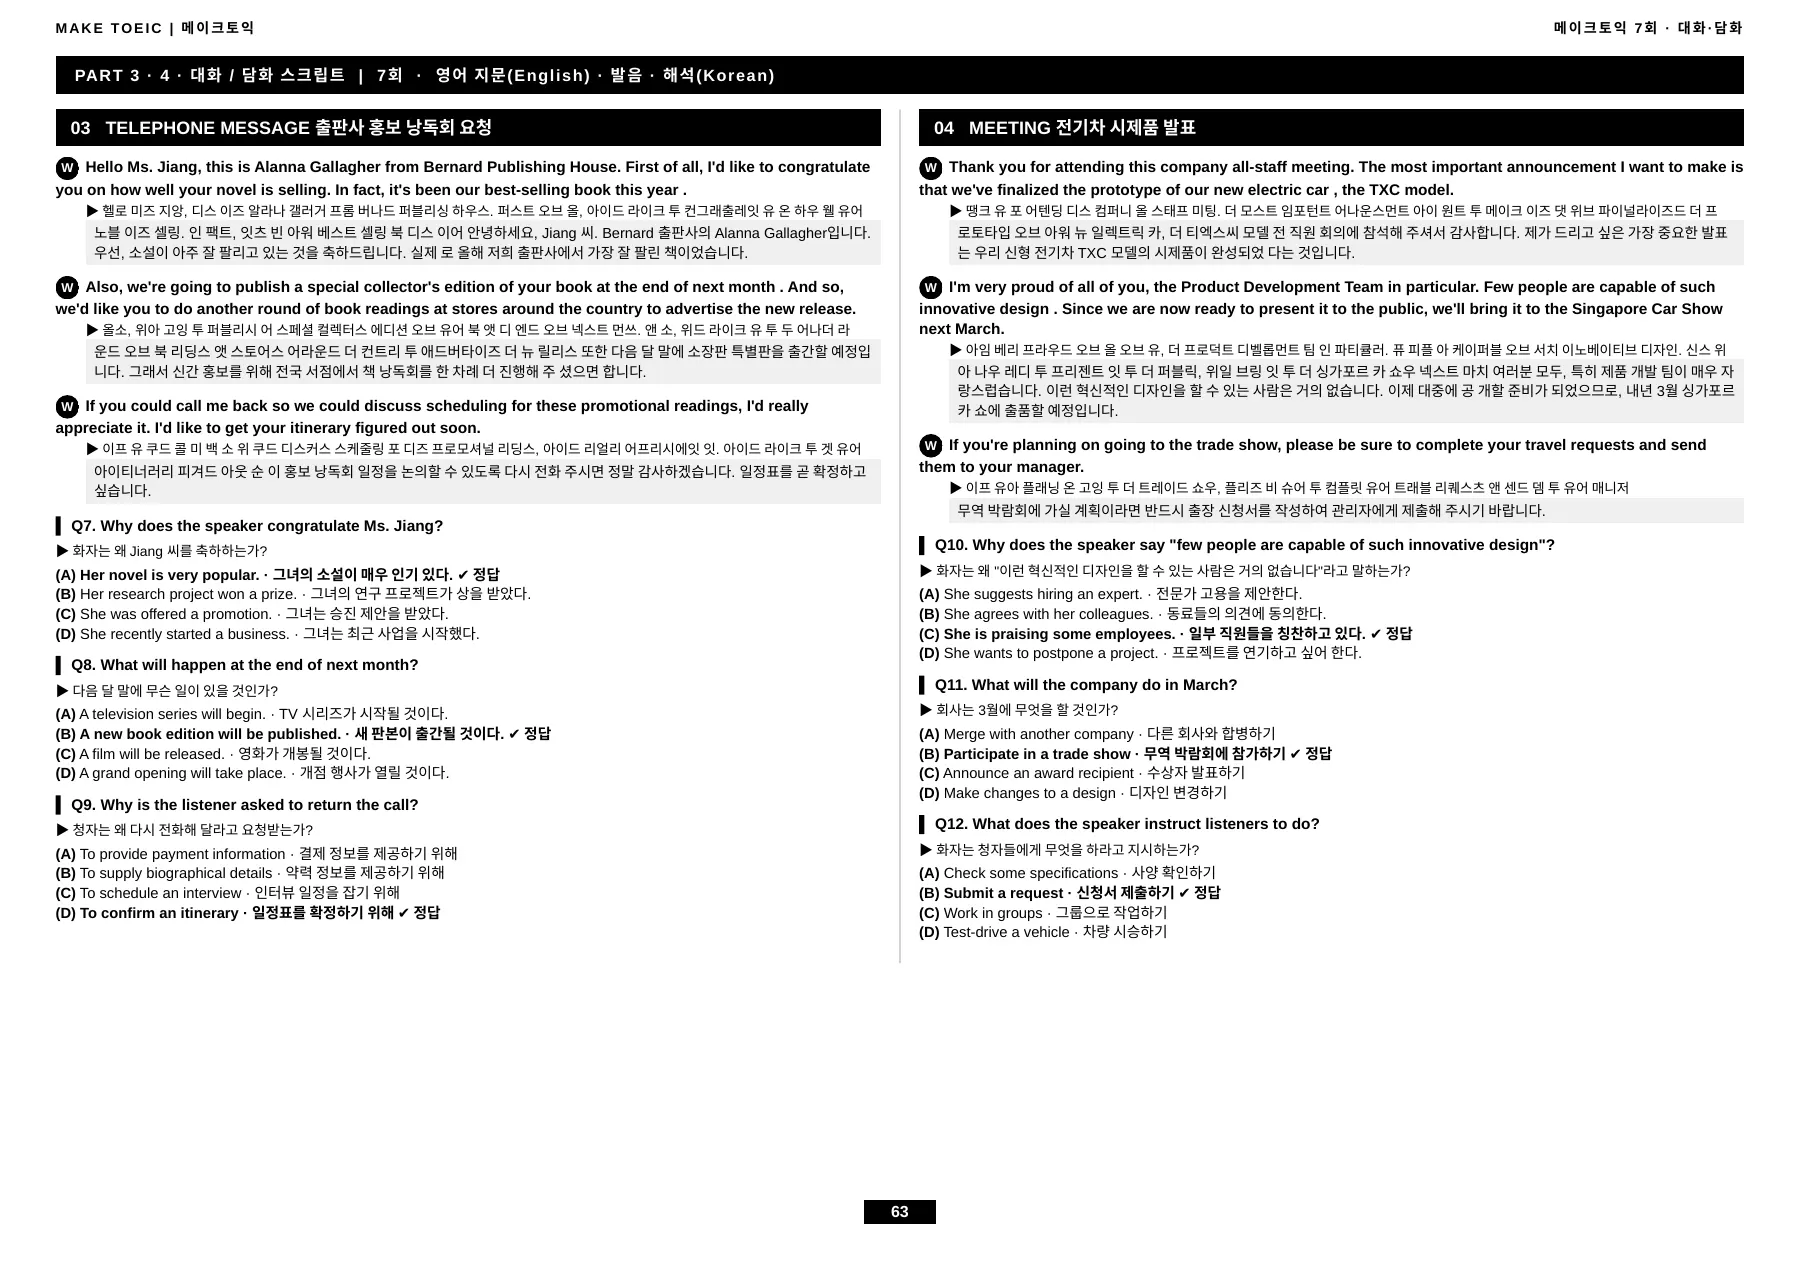 MAKE TOEIC | 메이크토익
메이크토익 7회 · 대화·담화
PART 3 · 4 · 대화 / 담화 스크립트 | 7회 · 영어 지문(English) · 발음 · 해석(Korean)
03 TELEPHONE MESSAGE 출판사 홍보 낭독회 요청
W Hello Ms. Jiang, this is Alanna Gallagher from Bernard Publishing House. First of all, I'd like to congratulate
you on how well your novel is selling. In fact, it's been our best-selling book this year .
▶ 헬로 미즈 지앙, 디스 이즈 알라나 갤러거 프롬 버나드 퍼블리싱 하우스. 퍼스트 오브 올, 아이드 라이크 투 컨그래출레잇 유 온 하우 웰 유어
노블 이즈 셀링. 인 팩트, 잇츠 빈 아워 베스트 셀링 북 디스 이어 안녕하세요, Jiang 씨. Bernard 출판사의 Alanna Gallagher입니다.
우선, 소설이 아주 잘 팔리고 있는 것을 축하드립니다. 실제 로 올해 저희 출판사에서 가장 잘 팔린 책이었습니다.
W Also, we're going to publish a special collector's edition of your book at the end of next month . And so,
we'd like you to do another round of book readings at stores around the country to advertise the new release.
▶ 올소, 위아 고잉 투 퍼블리시 어 스페셜 컬렉터스 에디션 오브 유어 북 앳 디 엔드 오브 넥스트 먼쓰. 앤 소, 위드 라이크 유 투 두 어나더 라
운드 오브 북 리딩스 앳 스토어스 어라운드 더 컨트리 투 애드버타이즈 더 뉴 릴리스 또한 다음 달 말에 소장판 특별판을 출간할 예정입
니다. 그래서 신간 홍보를 위해 전국 서점에서 책 낭독회를 한 차례 더 진행해 주 셨으면 합니다.
W If you could call me back so we could discuss scheduling for these promotional readings, I'd really
appreciate it. I'd like to get your itinerary figured out soon.
▶ 이프 유 쿠드 콜 미 백 소 위 쿠드 디스커스 스케줄링 포 디즈 프로모셔널 리딩스, 아이드 리얼리 어프리시에잇 잇. 아이드 라이크 투 겟 유어
아이티너러리 피겨드 아웃 순 이 홍보 낭독회 일정을 논의할 수 있도록 다시 전화 주시면 정말 감사하겠습니다. 일정표를 곧 확정하고
싶습니다.
Q7. Why does the speaker congratulate Ms. Jiang?
▶ 화자는 왜 Jiang 씨를 축하하는가?
(A) Her novel is very popular. · 그녀의 소설이 매우 인기 있다. ✔ 정답
(B) Her research project won a prize. · 그녀의 연구 프로젝트가 상을 받았다.
(C) She was offered a promotion. · 그녀는 승진 제안을 받았다.
(D) She recently started a business. · 그녀는 최근 사업을 시작했다.
Q8. What will happen at the end of next month?
▶ 다음 달 말에 무슨 일이 있을 것인가?
(A) A television series will begin. · TV 시리즈가 시작될 것이다.
(B) A new book edition will be published. · 새 판본이 출간될 것이다. ✔ 정답
(C) A film will be released. · 영화가 개봉될 것이다.
(D) A grand opening will take place. · 개점 행사가 열릴 것이다.
Q9. Why is the listener asked to return the call?
▶ 청자는 왜 다시 전화해 달라고 요청받는가?
(A) To provide payment information · 결제 정보를 제공하기 위해
(B) To supply biographical details · 약력 정보를 제공하기 위해
(C) To schedule an interview · 인터뷰 일정을 잡기 위해
(D) To confirm an itinerary · 일정표를 확정하기 위해 ✔ 정답
04 MEETING 전기차 시제품 발표
W Thank you for attending this company all-staff meeting. The most important announcement I want to make is
that we've finalized the prototype of our new electric car , the TXC model.
▶ 땡크 유 포 어텐딩 디스 컴퍼니 올 스태프 미팅. 더 모스트 임포턴트 어나운스먼트 아이 원트 투 메이크 이즈 댓 위브 파이널라이즈드 더 프
로토타입 오브 아워 뉴 일렉트릭 카, 더 티엑스씨 모델 전 직원 회의에 참석해 주셔서 감사합니다. 제가 드리고 싶은 가장 중요한 발표
는 우리 신형 전기차 TXC 모델의 시제품이 완성되었 다는 것입니다.
W I'm very proud of all of you, the Product Development Team in particular. Few people are capable of such
innovative design . Since we are now ready to present it to the public, we'll bring it to the Singapore Car Show
next March.
▶ 아임 베리 프라우드 오브 올 오브 유, 더 프로덕트 디벨롭먼트 팀 인 파티큘러. 퓨 피플 아 케이퍼블 오브 서치 이노베이티브 디자인. 신스 위
아 나우 레디 투 프리젠트 잇 투 더 퍼블릭, 위일 브링 잇 투 더 싱가포르 카 쇼우 넥스트 마치 여러분 모두, 특히 제품 개발 팀이 매우 자
랑스럽습니다. 이런 혁신적인 디자인을 할 수 있는 사람은 거의 없습니다. 이제 대중에 공 개할 준비가 되었으므로, 내년 3월 싱가포르
카 쇼에 출품할 예정입니다.
W If you're planning on going to the trade show, please be sure to complete your travel requests and send
them to your manager.
▶ 이프 유아 플래닝 온 고잉 투 더 트레이드 쇼우, 플리즈 비 슈어 투 컴플릿 유어 트래블 리퀘스츠 앤 센드 뎀 투 유어 매니저
무역 박람회에 가실 계획이라면 반드시 출장 신청서를 작성하여 관리자에게 제출해 주시기 바랍니다.
Q10. Why does the speaker say "few people are capable of such innovative design"?
▶ 화자는 왜 "이런 혁신적인 디자인을 할 수 있는 사람은 거의 없습니다"라고 말하는가?
(A) She suggests hiring an expert. · 전문가 고용을 제안한다.
(B) She agrees with her colleagues. · 동료들의 의견에 동의한다.
(C) She is praising some employees. · 일부 직원들을 칭찬하고 있다. ✔ 정답
(D) She wants to postpone a project. · 프로젝트를 연기하고 싶어 한다.
Q11. What will the company do in March?
▶ 회사는 3월에 무엇을 할 것인가?
(A) Merge with another company · 다른 회사와 합병하기
(B) Participate in a trade show · 무역 박람회에 참가하기 ✔ 정답
(C) Announce an award recipient · 수상자 발표하기
(D) Make changes to a design · 디자인 변경하기
Q12. What does the speaker instruct listeners to do?
▶ 화자는 청자들에게 무엇을 하라고 지시하는가?
(A) Check some specifications · 사양 확인하기
(B) Submit a request · 신청서 제출하기 ✔ 정답
(C) Work in groups · 그룹으로 작업하기
(D) Test-drive a vehicle · 차량 시승하기
63